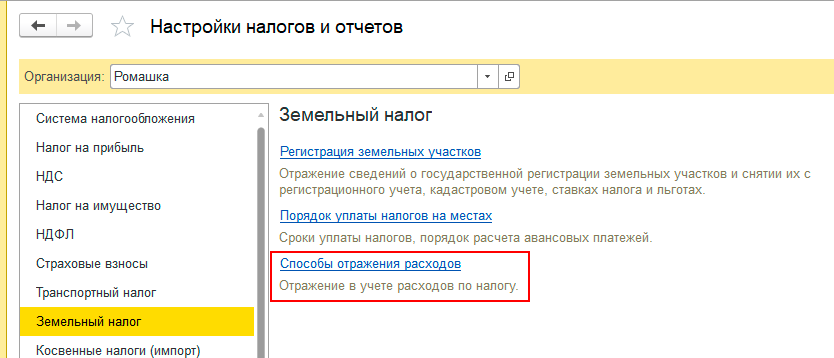 Настройки налогов и отчетов
Организация: Ромашка
Система налогообложения
Налог на прибыль
НДС
Налог на имущество
НДФЛ
Страховые взносы
Транспортный налог
Земельный налог
Косвенные налоги (импорт)
Земельный налог
Регистрация земельных участков
Отражение сведений о государственной регистрации земельных участков и снятии их с
регистрационного учета, кадастровом учете, ставках налога и льготах.
Порядок уплаты налогов на местах
Сроки уплаты налогов, порядок расчета авансовых платежей.
Способы отражения расходов
Отражение в учете расходов по налогу.